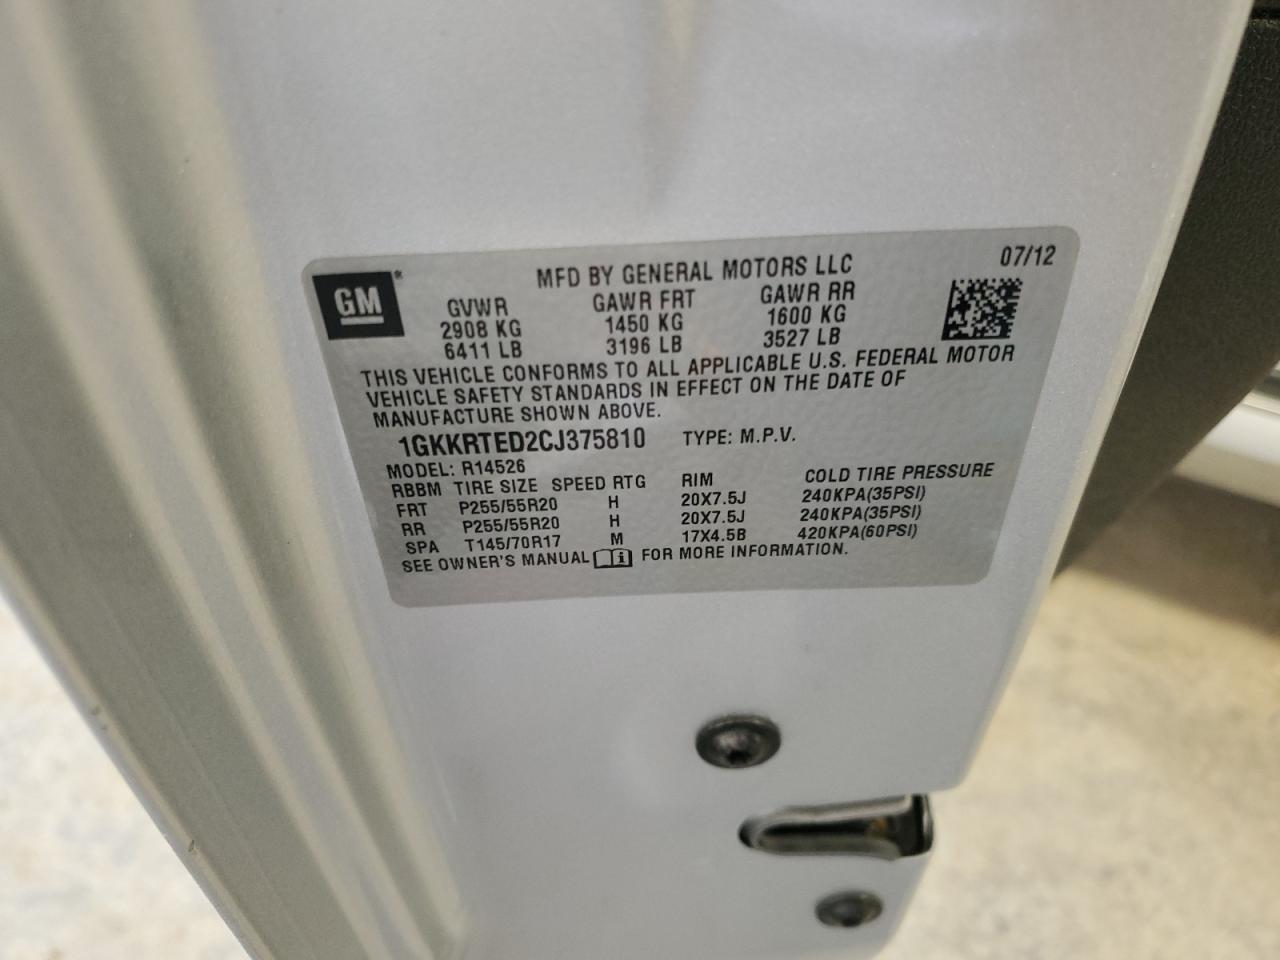 GM
MFD BY GENERAL MOTORS LLC 07/12
GVWR GAWR FRT GAWR RR
2908 KG 1450 KG 1600 KG
6411 LB 3196 LB 3527 LB
THIS VEHICLE CONFORMS TO ALL APPLICABLE U.S. FEDERAL MOTOR
VEHICLE SAFETY STANDARDS IN EFFECT ON THE DATE OF
MANUFACTURE SHOWN ABOVE.
1GKKRTED2CJ375810 TYPE: M.P.V.
MODEL: R14526
RBBM TIRE SIZE SPEED RTG RIM COLD TIRE PRESSURE
FRT P255/55R20 H 20X7.5J 240KPA(35PSI)
RR P255/55R20 H 20X7.5J 240KPA(35PSI)
SPA T145/70R17 M 17X4.5B 420KPA(60PSI)
SEE OWNER'S MANUAL FOR MORE INFORMATION.